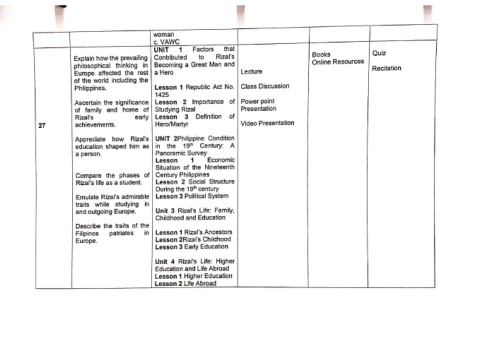 woman
c. VAWC
27
Explain how the prevailing
philosophical thinking in
Europe affected the rest
of the world including the
Philippines.
Ascertain the significance
of family and home of
Rizal's early
achievements.
Appreciate how Rizal's
education shaped him as
a person.
Compare the phases of
Rizal's life as a student.
Emulate Rizal's admirable
traits while studying in
and outgoing Europe.
Describe the traits of the
Filipinos patriates in
Europe.
UNIT 1 Factors that
Contributed to Rizal's
Becoming a Great Man and
a Hero
Lesson 1 Republic Act No.
1425
Lesson 2 Importance of
Studying Rizal
Lesson 3 Definition of
Hero/Martyr
UNIT 2Philippine Condition
in the 19th Century: A
Panoramic Survey
Lesson 1 Economic
Situation of the Nineteenth
Century Philippines
Lesson 2 Social Structure
During the 19th century
Lesson 3 Political System
Unit 3 Rizal's Life: Family,
Childhood and Education
Lesson 1 Rizal's Ancestors
Lesson 2Rizal's Childhood
Lesson 3 Early Education
Unit 4 Rizal's Life: Higher
Education and Life Abroad
Lesson 1 Higher Education
Lesson 2 Life Abroad
Lecture
Class Discussion
Power point
Presentation
Video Presentation
Books
Online Resources
Quiz
Recitation